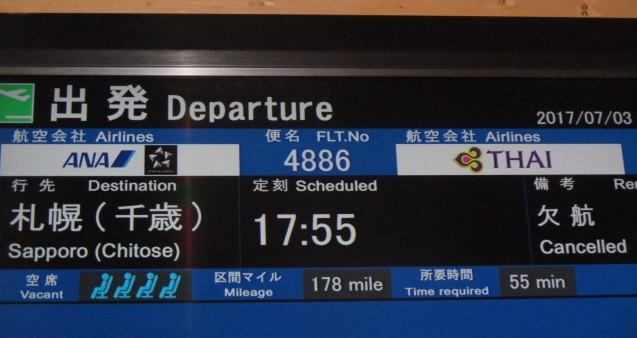 出発 Departure
2017/07/03
航空会社 Airlines 便名 FLT.No 航空会社 Airlines
ANA 4886 THAI
行先 Destination 定刻 Scheduled 備考 Re
札幌(千歳) 17:55 欠航
Sapporo (Chitose) Cancelled
空席 区間マイル 178 mile 所要時間 55 min
Vacant Mileage Time required